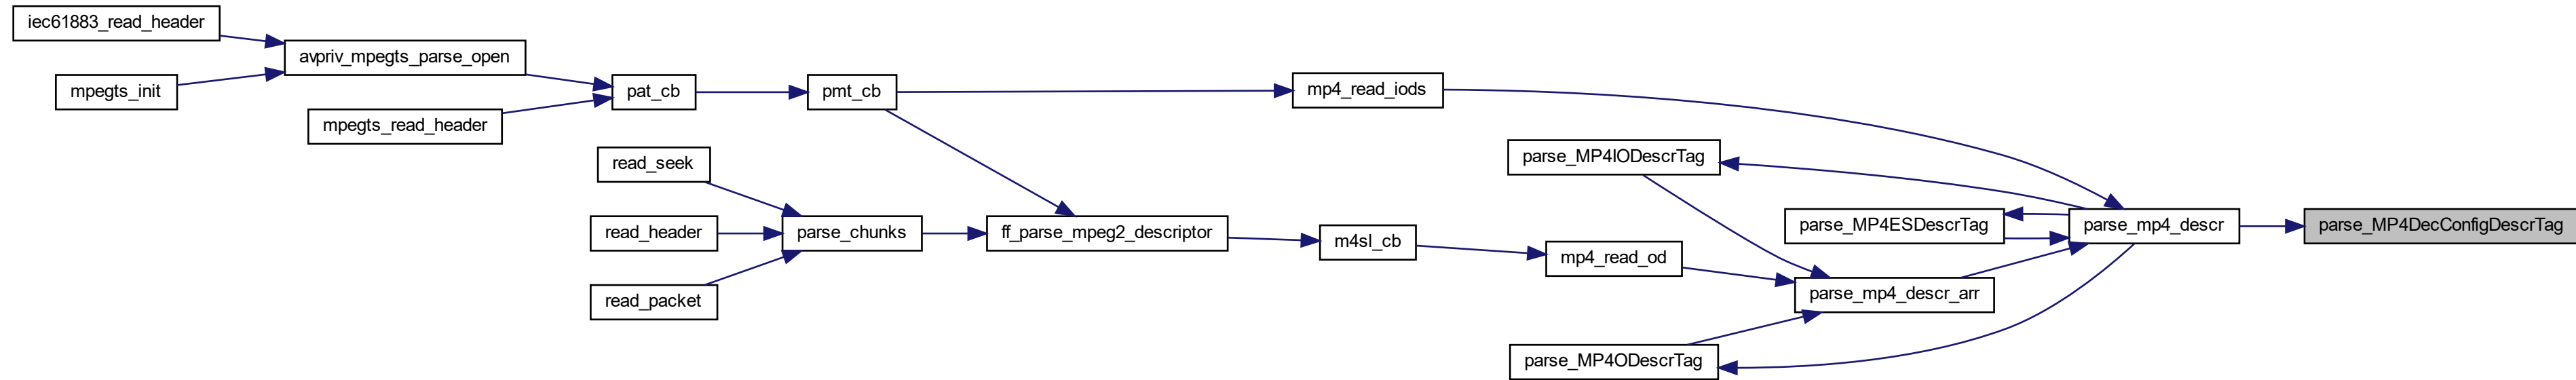 iec61883_read_header
mpegts_init
avpriv_mpegts_parse_open
mpegts_read_header
pat_cb
pmt_cb
read_seek
read_header
read_packet
parse_chunks
ff_parse_mpeg2_descriptor
mp4_read_iods
m4sl_cb
parse_MP4IODescrTag
mp4_read_od
parse_MP4ODescrTag
parse_MP4ESDescrTag
parse_mp4_descr_arr
parse_mp4_descr
parse_MP4DecConfigDescrTag